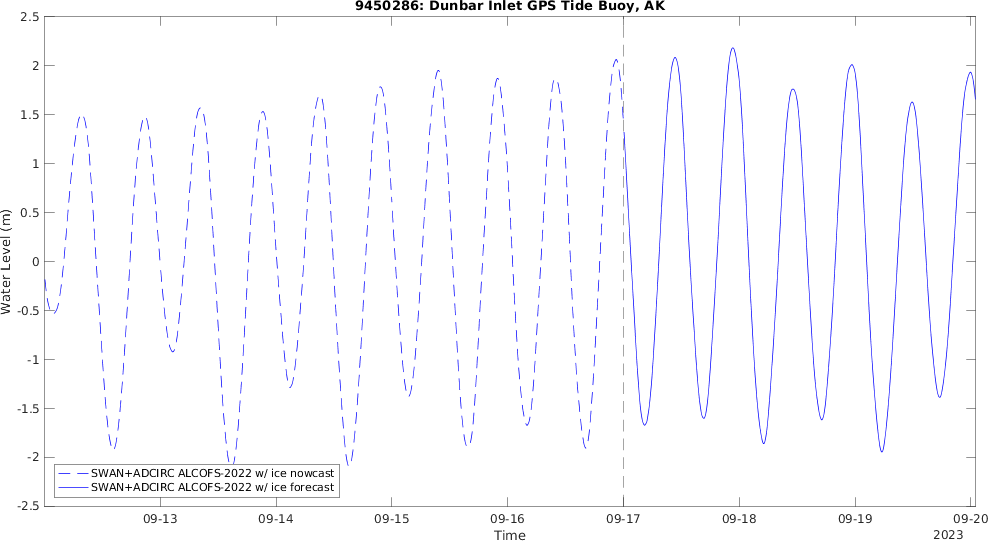 9450286: Dunbar Inlet GPS Tide Buoy, AK
2.5
2
1.5
1
0.5
0
-0.5
-1
-1.5
-2
-2.5
Water Level (m)
SWAN+ADCIRC ALCOFS-2022 w/ ice nowcast
SWAN+ADCIRC ALCOFS-2022 w/ ice forecast
09-13 09-14 09-15 09-16 09-17 09-18 09-19 09-20
Time
2023